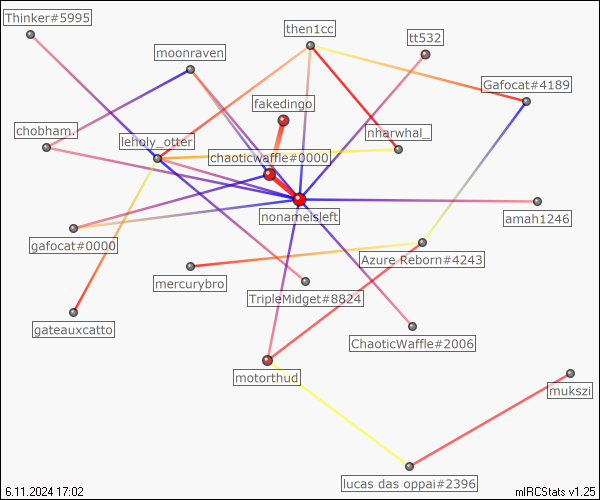 Thinker#5995
then1cc
tt532
moonraven
Gafocat#4189
fakedingo
chobham.
leholy_otter
nharwhal_
chaoticwaffle#0000
nonameisleft
amah1246
gafocat#0000
Azure Reborn#4243
mercurybro
TripleMidget#8824
gateauxcatto
ChaoticWaffle#2006
motorthud
mukszi
lucas das oppai#2396
6.11.2024 17:02
mIRCStats v1.25